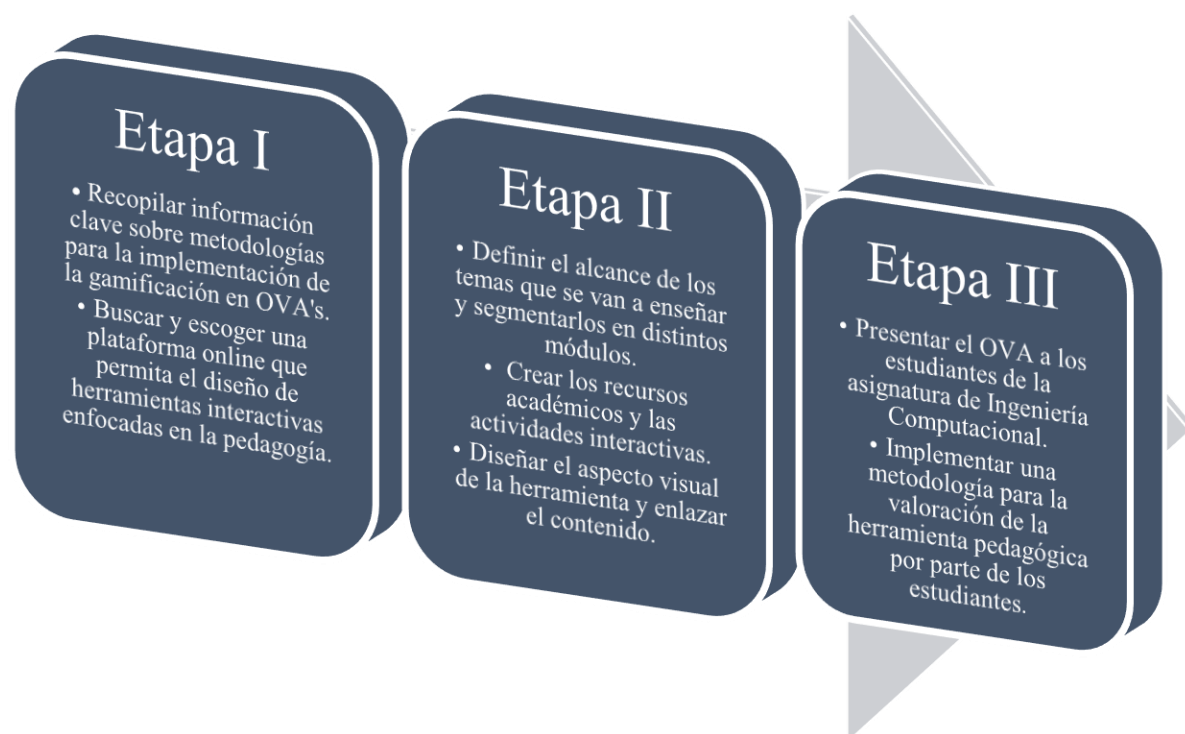 Etapa I
• Recopilar información
clave sobre metodologías
para la implementación de
la gamificación en OVA's.
• Buscar y escoger una
plataforma online que
permita el diseño de
herramientas interactivas
enfocadas en la pedagogía.
Etapa II
• Definir el alcance de los
temas que se van a enseñar
y segmentarlos en distintos
módulos.
• Crear los recursos
académicos y las
actividades interactivas.
• Diseñar el aspecto visual
de la herramienta y enlazar
el contenido.
Etapa III
• Presentar el OVA a los
estudiantes de la
asignatura de Ingeniería
Computacional.
• Implementar una
metodología para la
valoración de la
herramienta pedagógica
por parte de los
estudiantes.